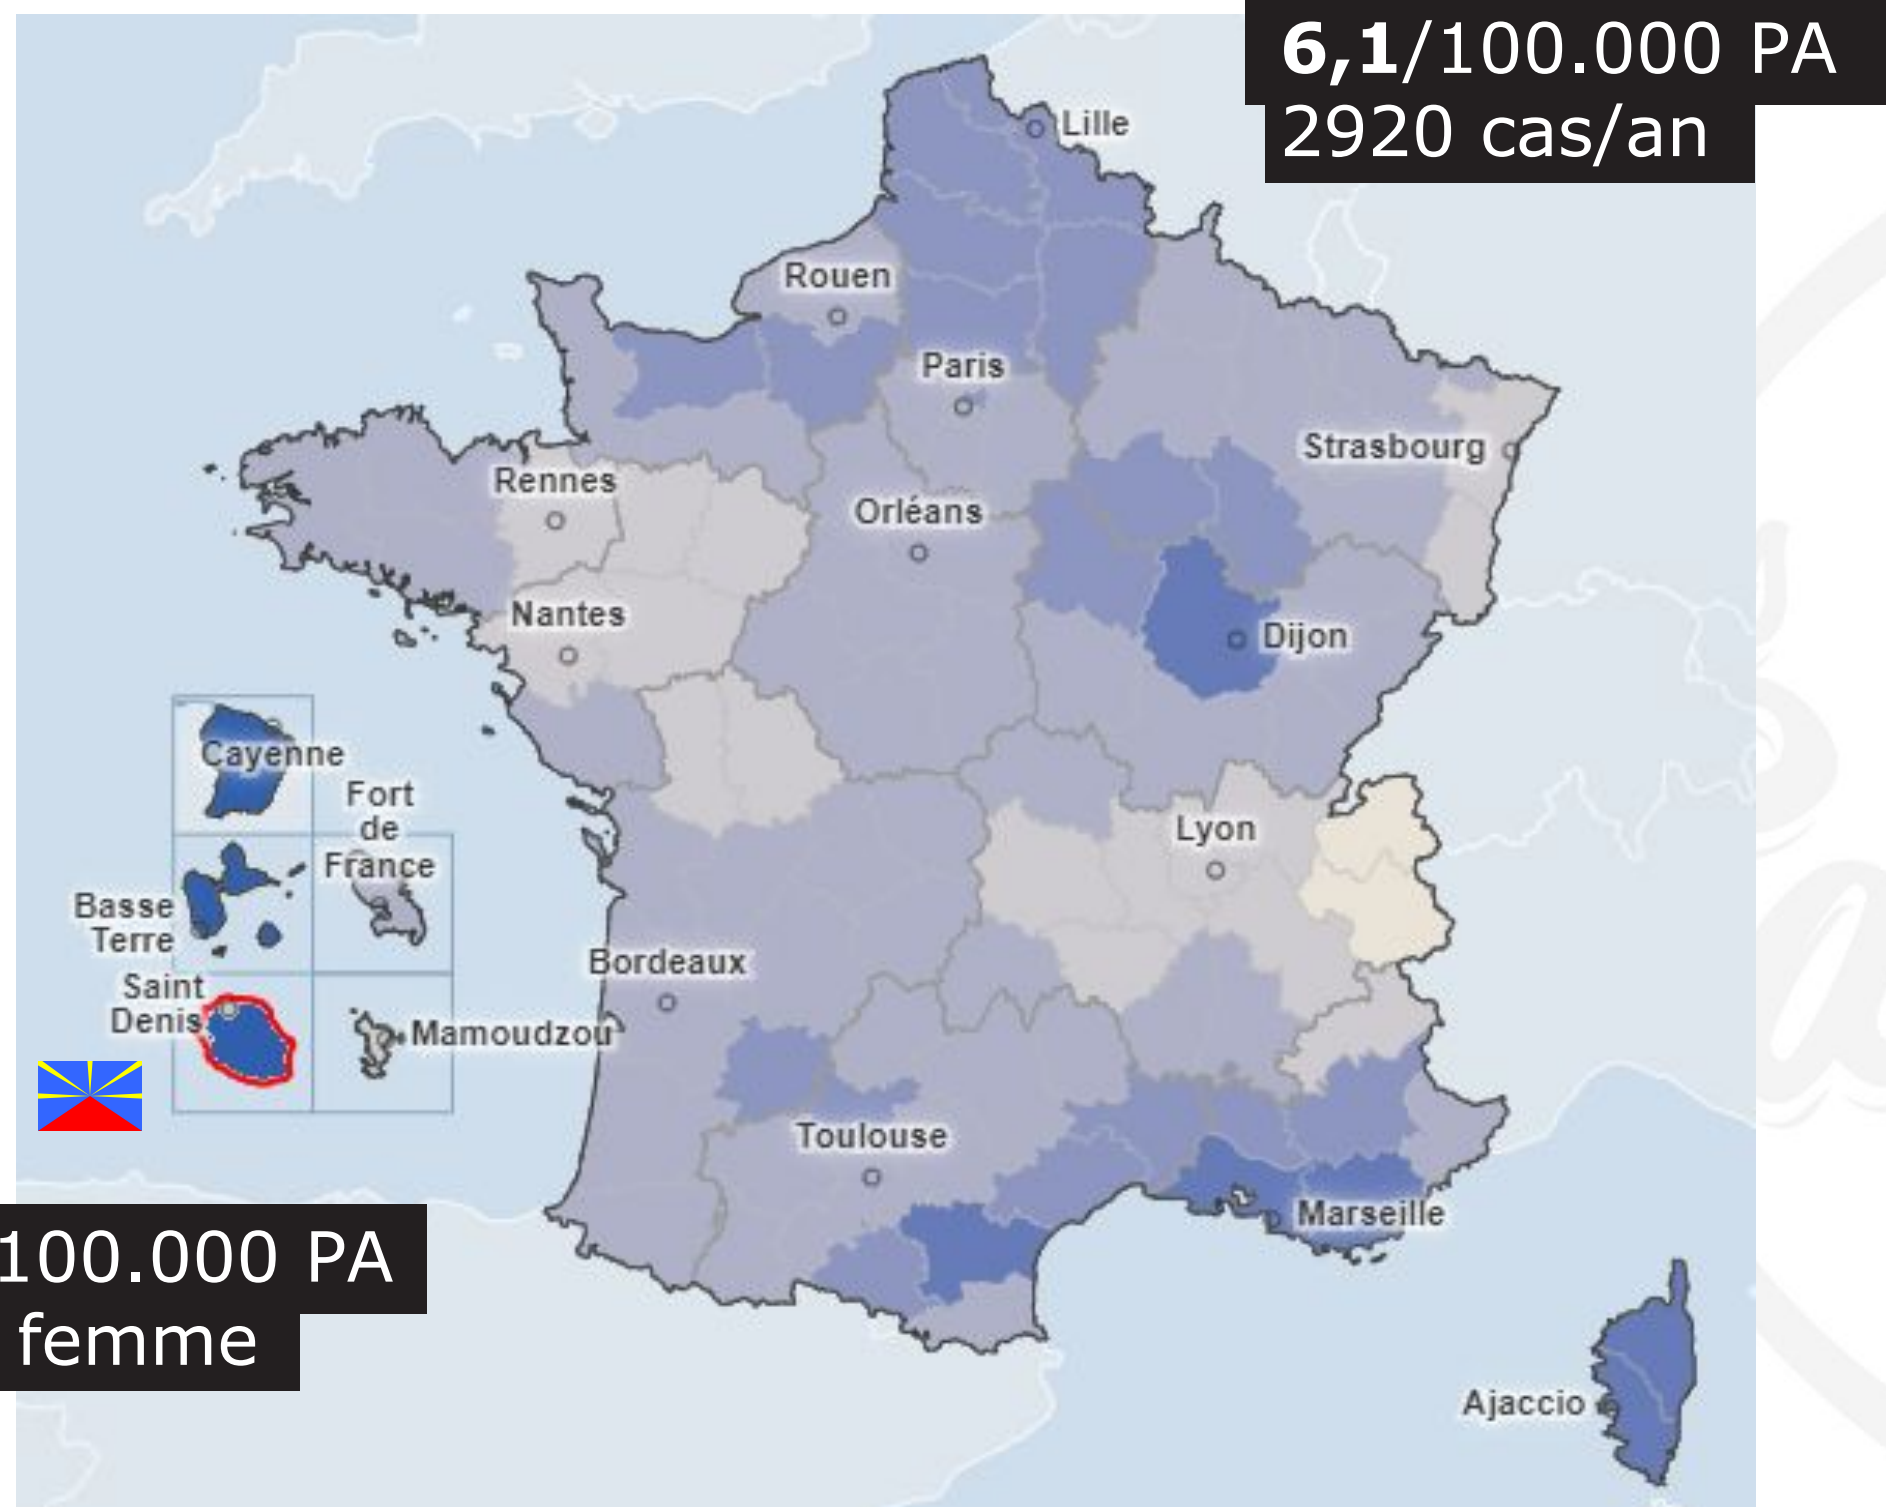 6,1/100.000 PA
2920 cas/an
Lille
Rouen
Paris
Strasbourg
Rennes
Orléans
Nantes
Dijon
Cayenne
Fort
de
France
Lyon
Basse
Terre
Bordeaux
Saint
Denis
Mamoudzou
Toulouse
Marseille
100.000 PA
femme
Ajaccio